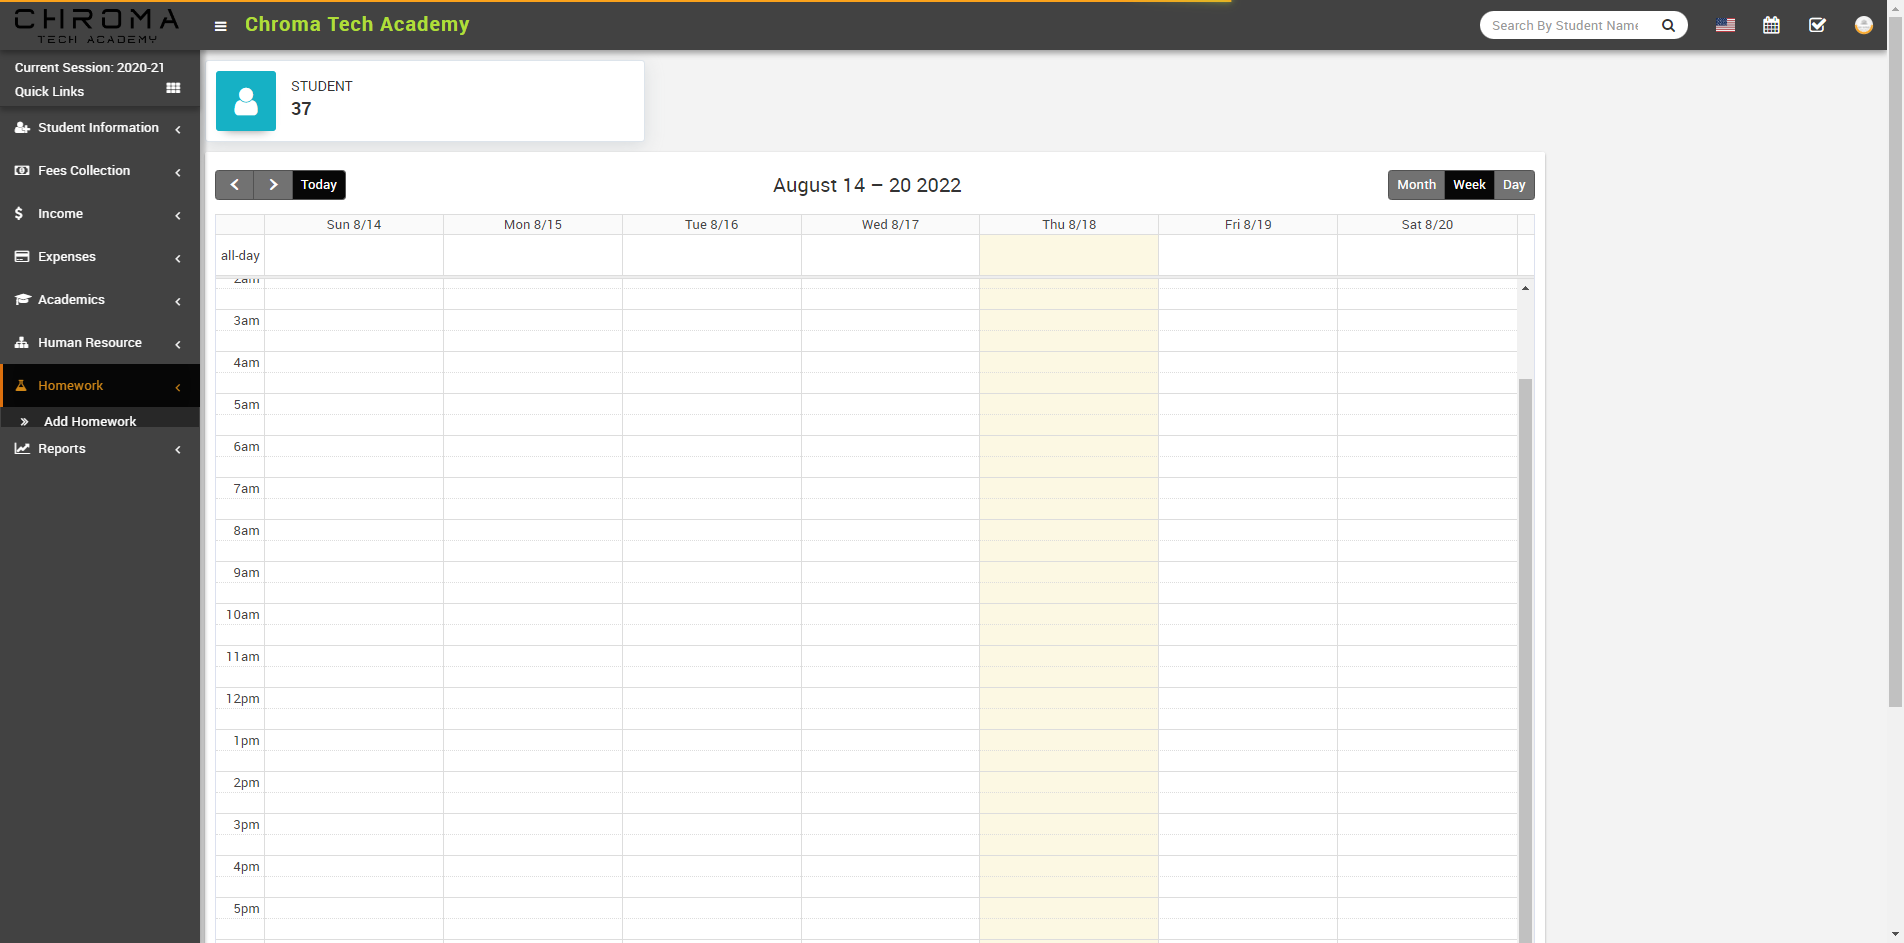 CHROMA
TECH ACADEMY
Chroma Tech Academy
Search By Student Name
Current Session: 2020-21
Quick Links
Student Information
Fees Collection
Income
Expenses
Academics
Human Resource
Homework
Add Homework
Reports
STUDENT
37
Today
August 14 – 20 2022
Month Week Day
Sun 8/14 Mon 8/15 Tue 8/16 Wed 8/17 Thu 8/18 Fri 8/19 Sat 8/20
all-day
2am
3am
4am
5am
6am
7am
8am
9am
10am
11am
12pm
1pm
2pm
3pm
4pm
5pm